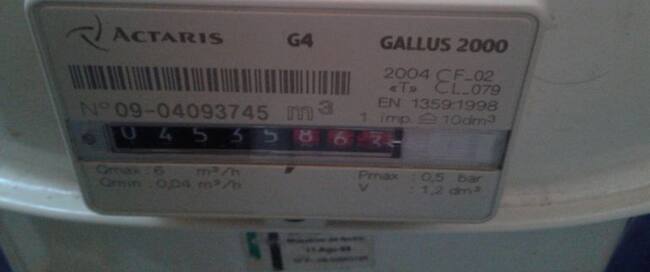 ACTARIS G4 GALLUS 2000
2004 CF_02
«T» CL_079
Nº 09-04093745 m³ EN 1359:1998
1 imp. ≙ 10dm³
0 4 5 3 5 8 6
Qmax : 6 m³/h Pmax : 0,5 bar
Qmin : 0,04 m³/h V : 1,2 dm³